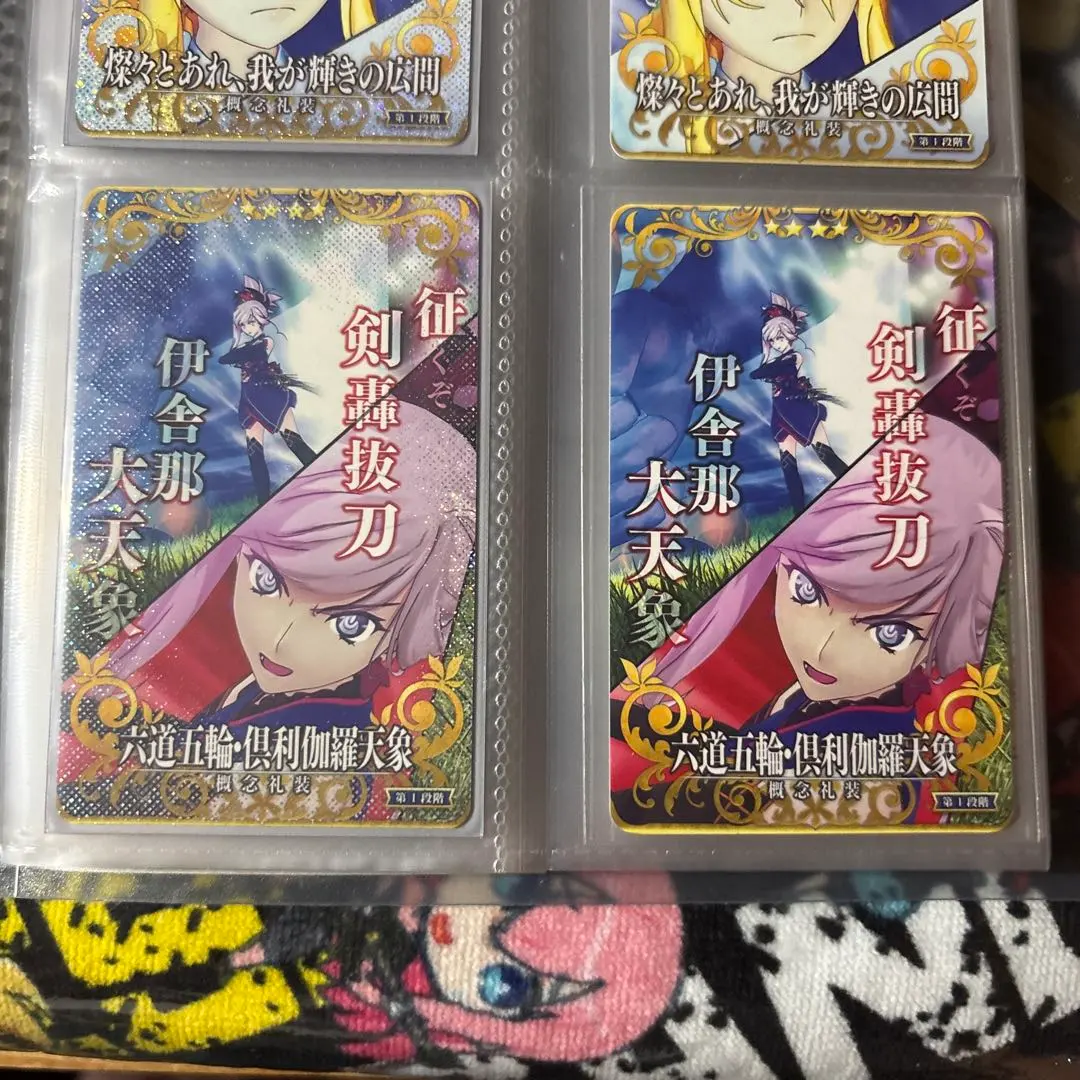 燦々とあれ、我が輝きの広間
概念礼装
第1段階
燦々とあれ、我が輝きの広間
概念礼装
第1段階
征くぞ
剣轟抜刀
伊舎那
大天象
六道五輪・倶利伽羅天象
概念礼装
第1段階
征くぞ
剣轟抜刀
伊舎那
大天象
六道五輪・倶利伽羅天象
概念礼装
第1段階